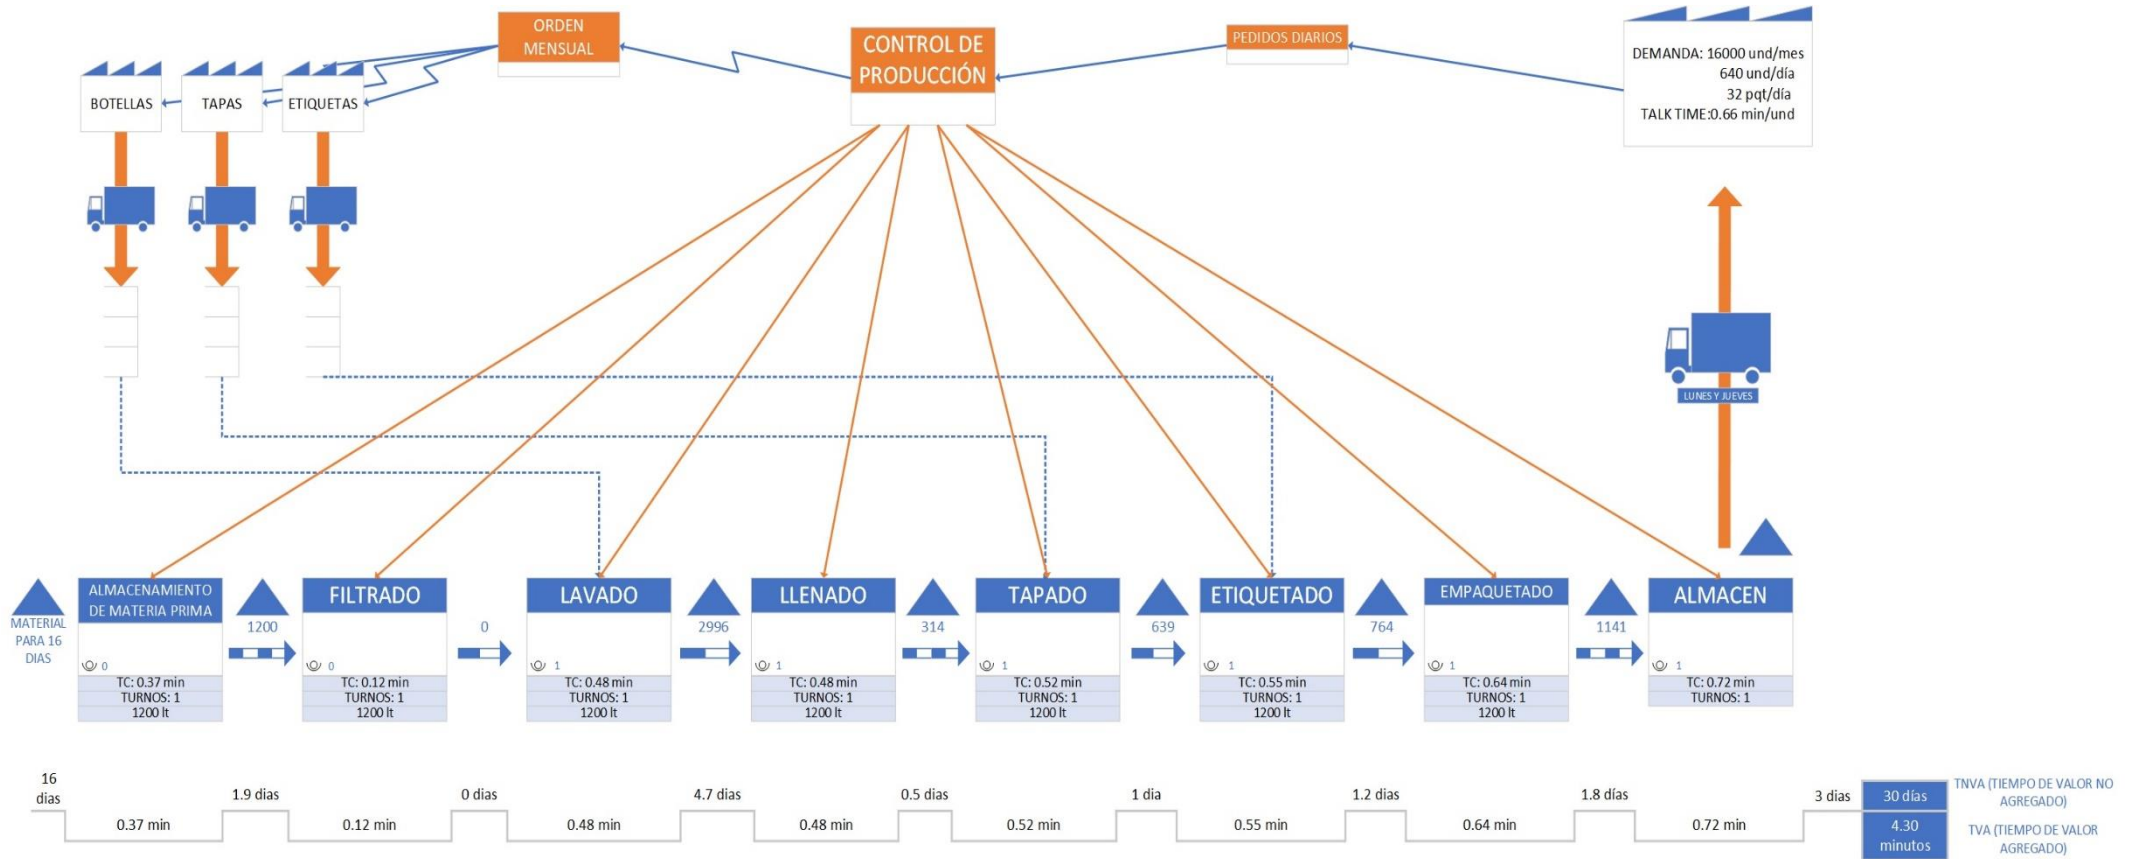 ORDEN
MENSUAL
CONTROL DE
PRODUCCIÓN
PEDIDOS DIARIOS
DEMANDA: 16000 und/mes
640 und/día
32 pqt/día
TALK TIME:0.66 min/und
BOTELLAS
TAPAS
ETIQUETAS
LUNES Y JUEVES
MATERIAL
PARA 16
DIAS
ALMACENAMIENTO
DE MATERIA PRIMA
0
TC: 0.37 min
TURNOS: 1
1200 lt
1200
FILTRADO
0
TC: 0.12 min
TURNOS: 1
1200 lt
0
LAVADO
1
TC: 0.48 min
TURNOS: 1
1200 lt
2996
LLENADO
1
TC: 0.48 min
TURNOS: 1
1200 lt
314
TAPADO
1
TC: 0.52 min
TURNOS: 1
1200 lt
639
ETIQUETADO
1
TC: 0.55 min
TURNOS: 1
1200 lt
764
EMPAQUETADO
1
TC: 0.64 min
TURNOS: 1
1200 lt
1141
ALMACEN
1
TC: 0.72 min
TURNOS: 1
16
dias
0.37 min
1.9 dias
0.12 min
0 dias
0.48 min
4.7 dias
0.48 min
0.5 dias
0.52 min
1 dia
0.55 min
1.2 dias
0.64 min
1.8 días
0.72 min
3 dias
30 días
TNVA (TIEMPO DE VALOR NO
AGREGADO)
4.30
minutos
TVA (TIEMPO DE VALOR
AGREGADO)